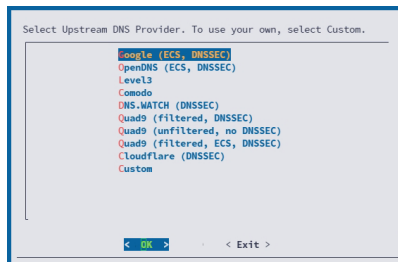 Select Upstream DNS Provider. To use your own, select Custom.
Google (ECS, DNSSEC)
OpenDNS (ECS, DNSSEC)
Level3
Comodo
DNS.WATCH (DNSSEC)
Quad9 (filtered, DNSSEC)
Quad9 (unfiltered, no DNSSEC)
Quad9 (filtered, ECS, DNSSEC)
Cloudflare (DNSSEC)
Custom
< OK > < Exit >